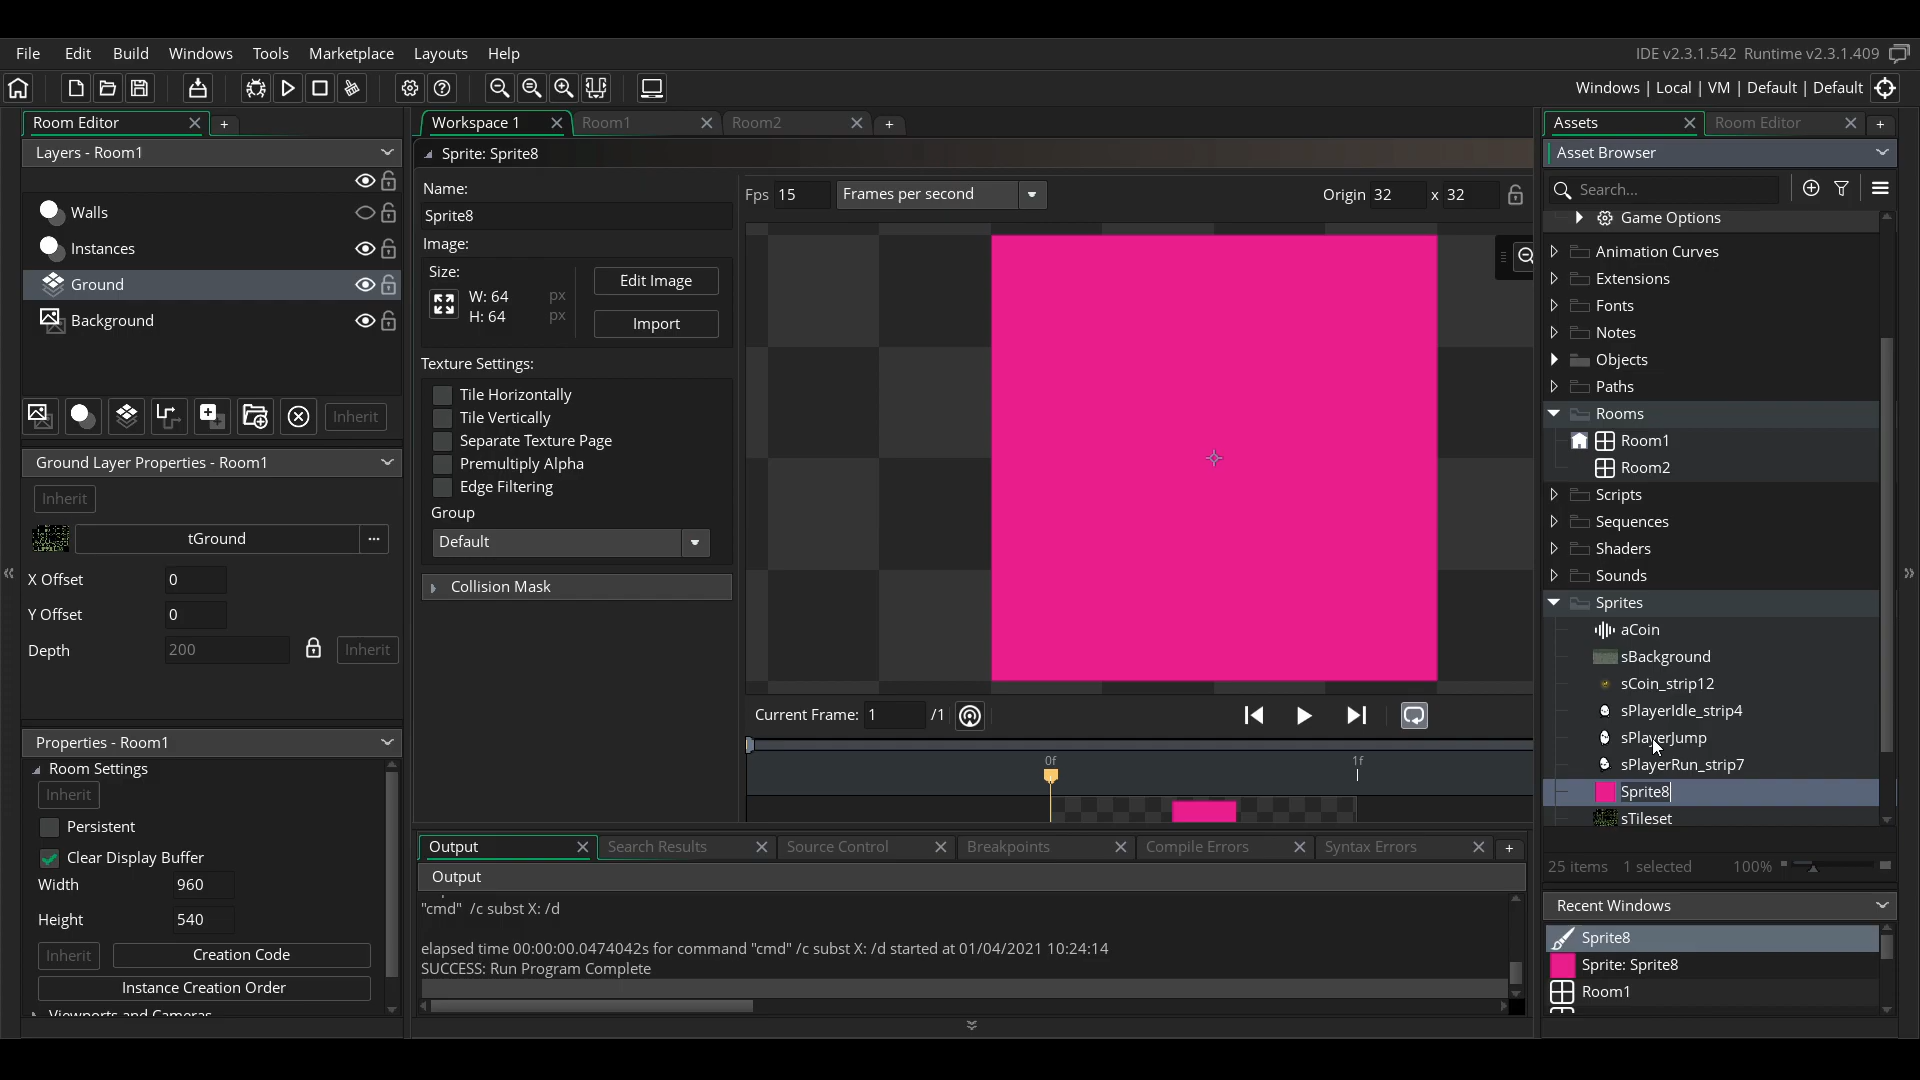 File Edit Build Windows Tools Marketplace Layouts Help
IDE v2.3.1.542 Runtime v2.3.1.409
Windows | Local | VM | Default | Default
Room Editor
Layers - Room1
Walls
Instances
Ground
Background
Inherit
Ground Layer Properties - Room1
Inherit
tGround
...
X Offset 0
Y Offset 0
Depth 200 Inherit
Properties - Room1
Room Settings
Inherit
Persistent
Clear Display Buffer
Width 960
Height 540
Inherit Creation Code
Instance Creation Order
Viewports and Cameras
Workspace 1 Room1 Room2
Sprite: Sprite8
Name:
Sprite8
Image:
Size:
W: 64 px
H: 64 px
Edit Image
Import
Texture Settings:
Tile Horizontally
Tile Vertically
Separate Texture Page
Premultiply Alpha
Edge Filtering
Group
Default
Collision Mask
Fps 15 Frames per second Origin 32 x 32
Current Frame: 1 /1
0f 1f
Output Search Results Source Control Breakpoints Compile Errors Syntax Errors
Output
"cmd" /c subst X: /d
elapsed time 00:00:00.0474042s for command "cmd" /c subst X: /d started at 01/04/2021 10:24:14
SUCCESS: Run Program Complete
Assets Room Editor
Asset Browser
Search...
Game Options
Animation Curves
Extensions
Fonts
Notes
Objects
Paths
Rooms
Room1
Room2
Scripts
Sequences
Shaders
Sounds
Sprites
aCoin
sBackground
sCoin_strip12
sPlayerIdle_strip4
sPlayerJump
sPlayerRun_strip7
Sprite8
sTileset
25 items 1 selected 100%
Recent Windows
Sprite8
Sprite: Sprite8
Room1